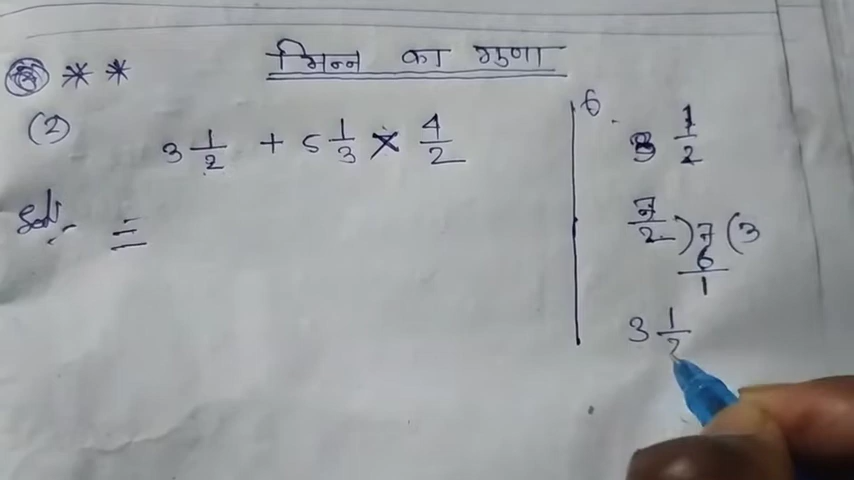 ** भिन्न का गुणा
(2) 3 1/2 + 5 1/3 × 4/2
Sol:- =
6.
3 1/2
7/2 ) 7 ( 3
6
1
3 1/2